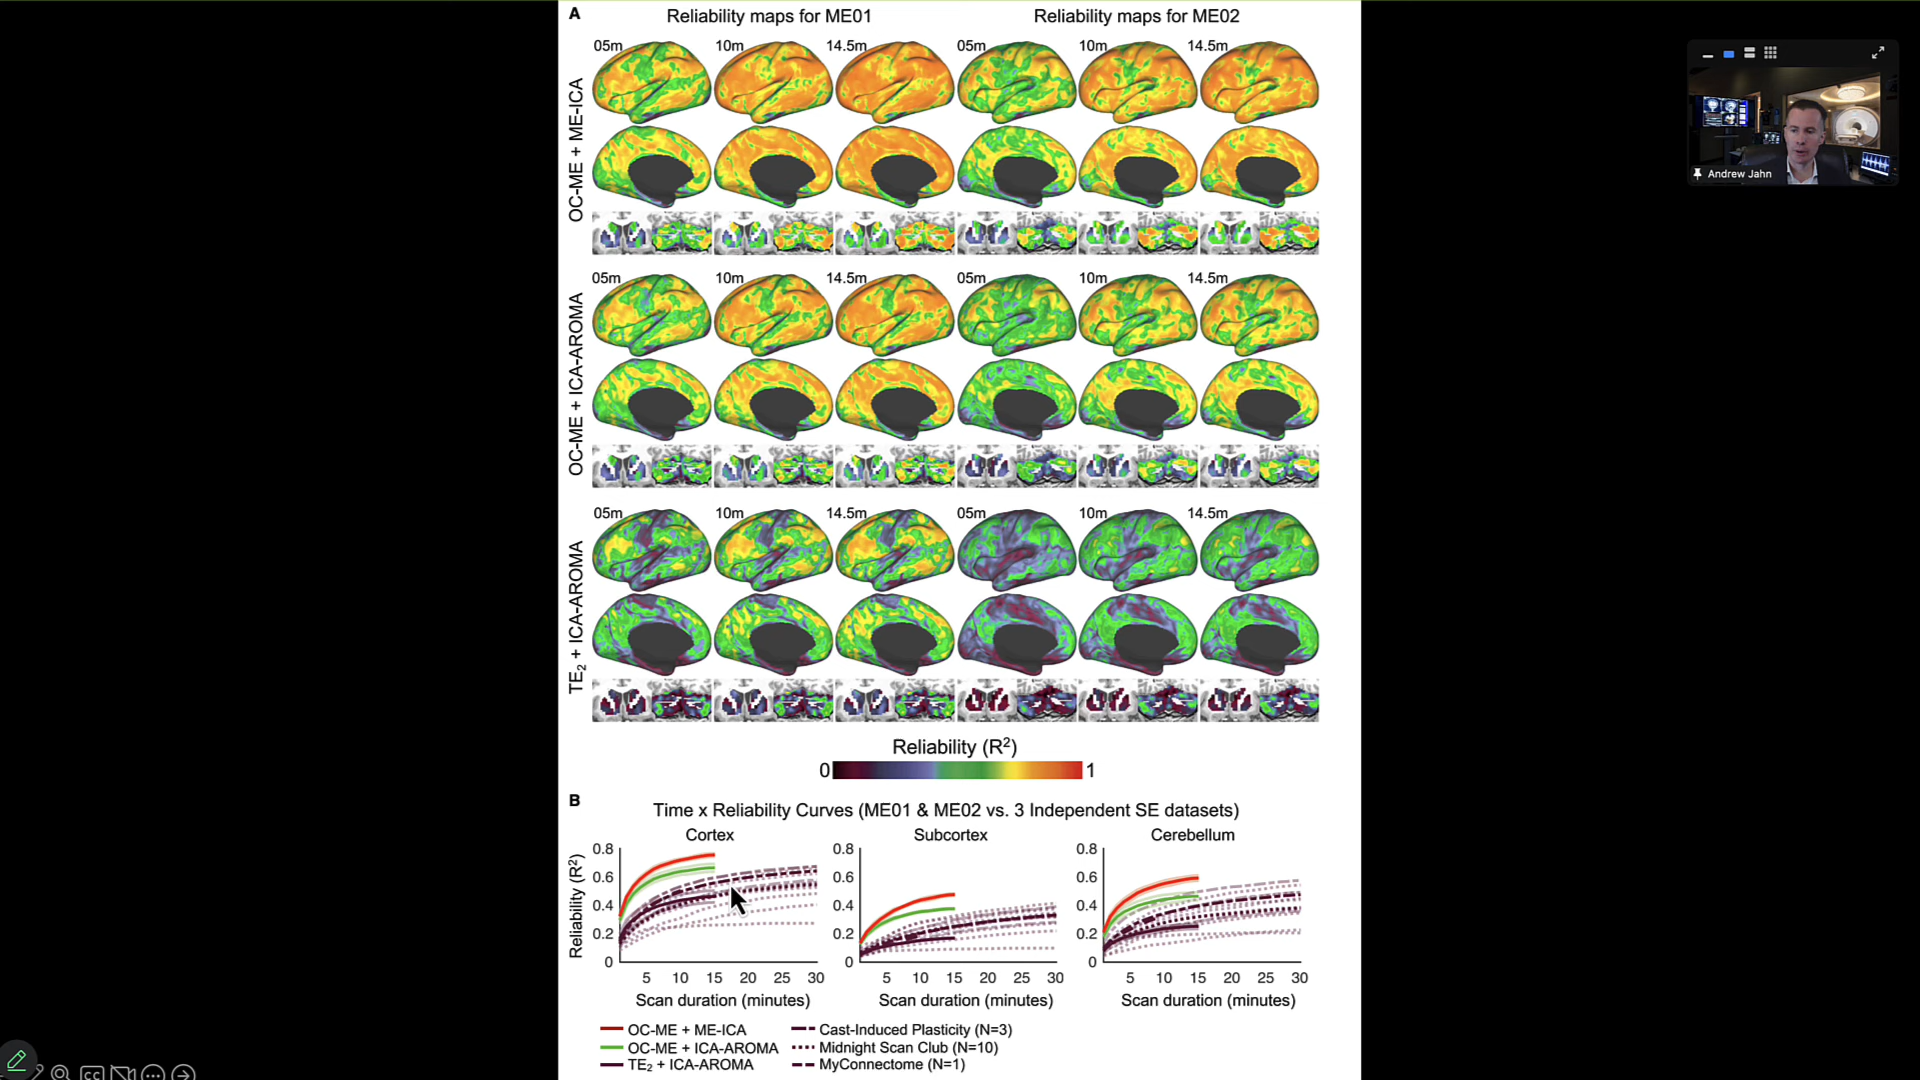 A
Reliability maps for ME01
Reliability maps for ME02
OC-ME + ME-ICA
05m
10m
14.5m
05m
10m
14.5m
OC-ME + ICA-AROMA
05m
10m
14.5m
05m
10m
14.5m
TE2 + ICA-AROMA
05m
10m
14.5m
05m
10m
14.5m
Reliability (R²)
0
1
B
Time x Reliability Curves (ME01 & ME02 vs. 3 Independent SE datasets)
Cortex
Subcortex
Cerebellum
Reliability (R²)
0.8
0.6
0.4
0.2
0
5 10 15 20 25 30
Scan duration (minutes)
0.8
0.6
0.4
0.2
0
5 10 15 20 25 30
Scan duration (minutes)
0.8
0.6
0.4
0.2
0
5 10 15 20 25 30
Scan duration (minutes)
OC-ME + ME-ICA
OC-ME + ICA-AROMA
TE2 + ICA-AROMA
Cast-Induced Plasticity (N=3)
Midnight Scan Club (N=10)
MyConnectome (N=1)
Andrew Jahn
CC